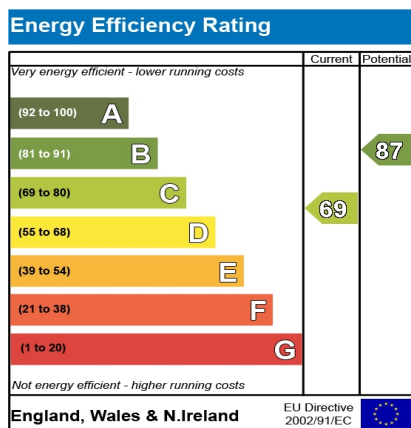 Energy Efficiency Rating
Current Potential
Very energy efficient - lower running costs
(92 to 100) A
(81 to 91) B
87
(69 to 80) C
69
(55 to 68) D
(39 to 54) E
(21 to 38) F
(1 to 20) G
Not energy efficient - higher running costs
England, Wales & N.Ireland
EU Directive
2002/91/EC